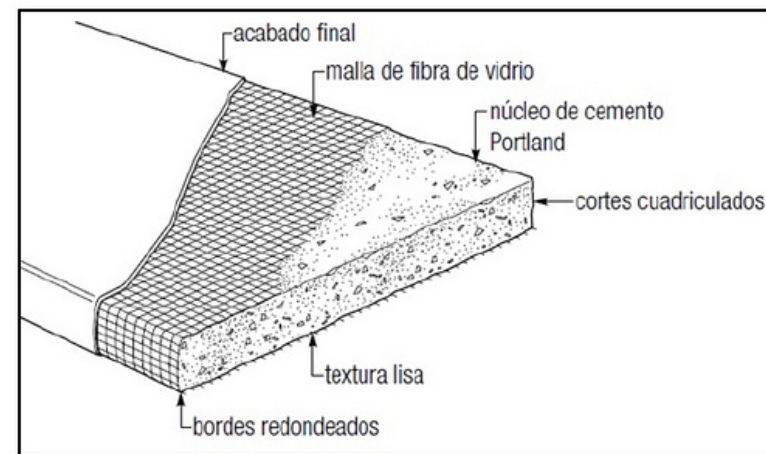 acabado final
malla de fibra de vidrio
núcleo de cemento
Portland
cortes cuadriculados
textura lisa
bordes redondeados